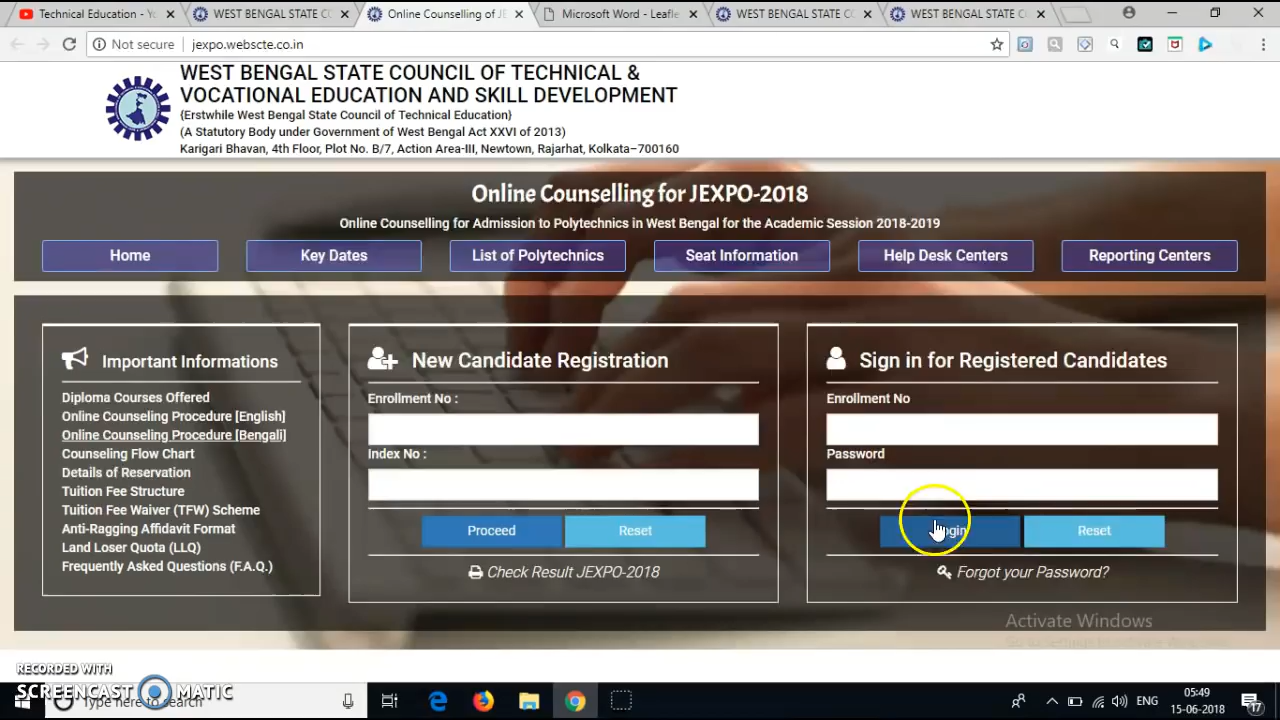 Technical Education - Y
WEST BENGAL STATE CO
Online Counselling of JE
Microsoft Word - Leafle
WEST BENGAL STATE CO
WEST BENGAL STATE CO
Not secure
jexpo.webscte.co.in
WEST BENGAL STATE COUNCIL OF TECHNICAL &
VOCATIONAL EDUCATION AND SKILL DEVELOPMENT
{Erstwhile West Bengal State Council of Technical Education}
(A Statutory Body under Government of West Bengal Act XXVI of 2013)
Karigari Bhavan, 4th Floor, Plot No. B/7, Action Area-III, Newtown, Rajarhat, Kolkata–700160
Online Counselling for JEXPO-2018
Online Counselling for Admission to Polytechnics in West Bengal for the Academic Session 2018-2019
Home
Key Dates
List of Polytechnics
Seat Information
Help Desk Centers
Reporting Centers
Important Informations
Diploma Courses Offered
Online Counseling Procedure [English]
Online Counseling Procedure [Bengali]
Counseling Flow Chart
Details of Reservation
Tuition Fee Structure
Tuition Fee Waiver (TFW) Scheme
Anti-Ragging Affidavit Format
Land Loser Quota (LLQ)
Frequently Asked Questions (F.A.Q.)
New Candidate Registration
Enrollment No :
Index No :
Proceed
Reset
Check Result JEXPO-2018
Sign in for Registered Candidates
Enrollment No
Password
Login
Reset
Forgot your Password?
Activate Windows
RECORDED WITH
SCREENCAST MATIC
Type here to search
ENG
05:49
15-06-2018
17